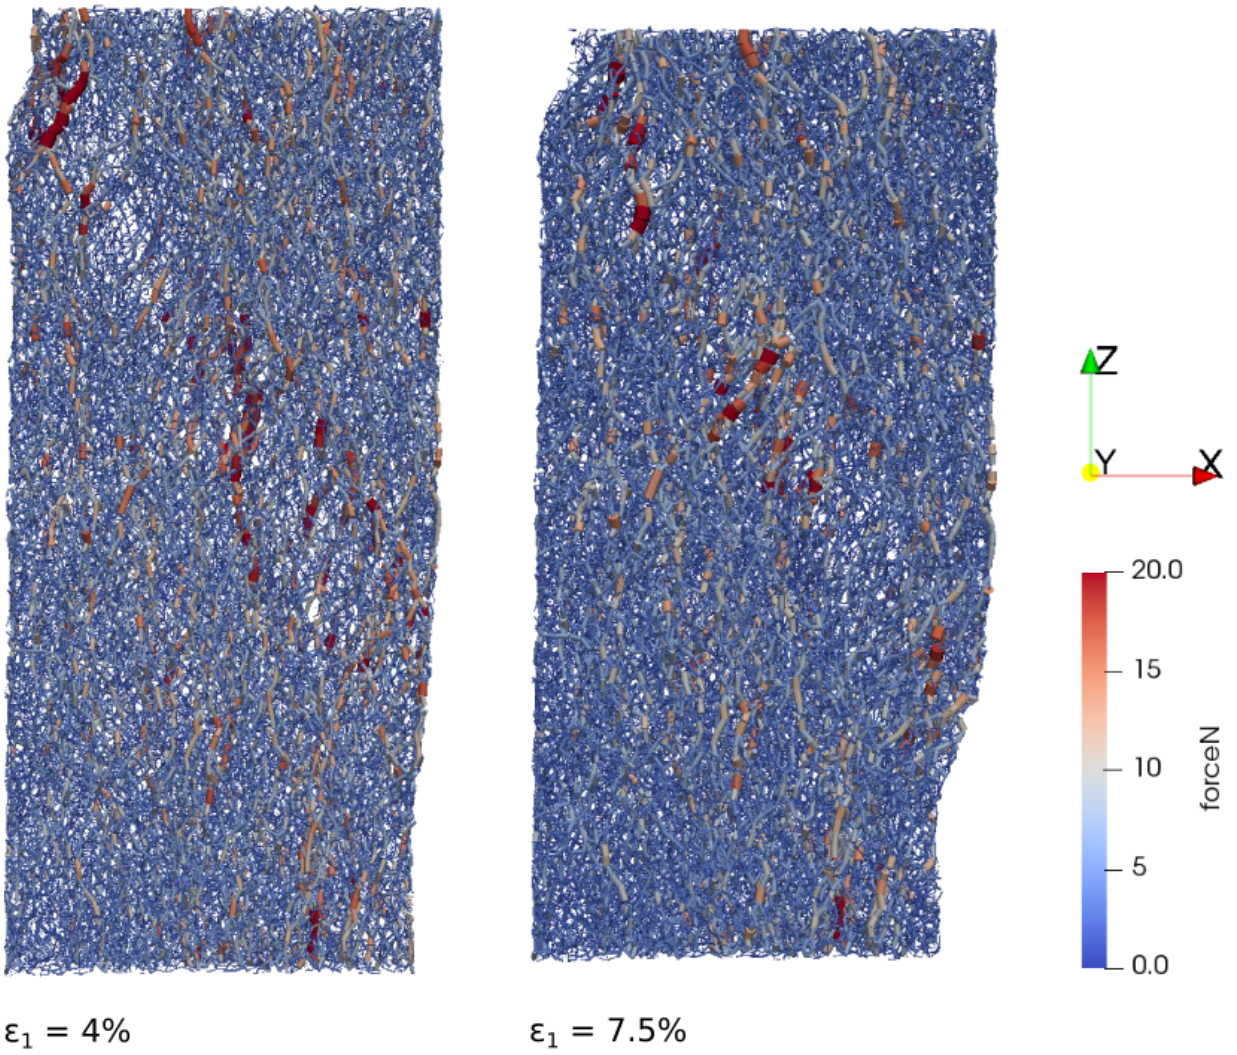 Z
Y
X
20.0
15
10
5
0.0
forceN
ε₁ = 4%
ε₁ = 7.5%